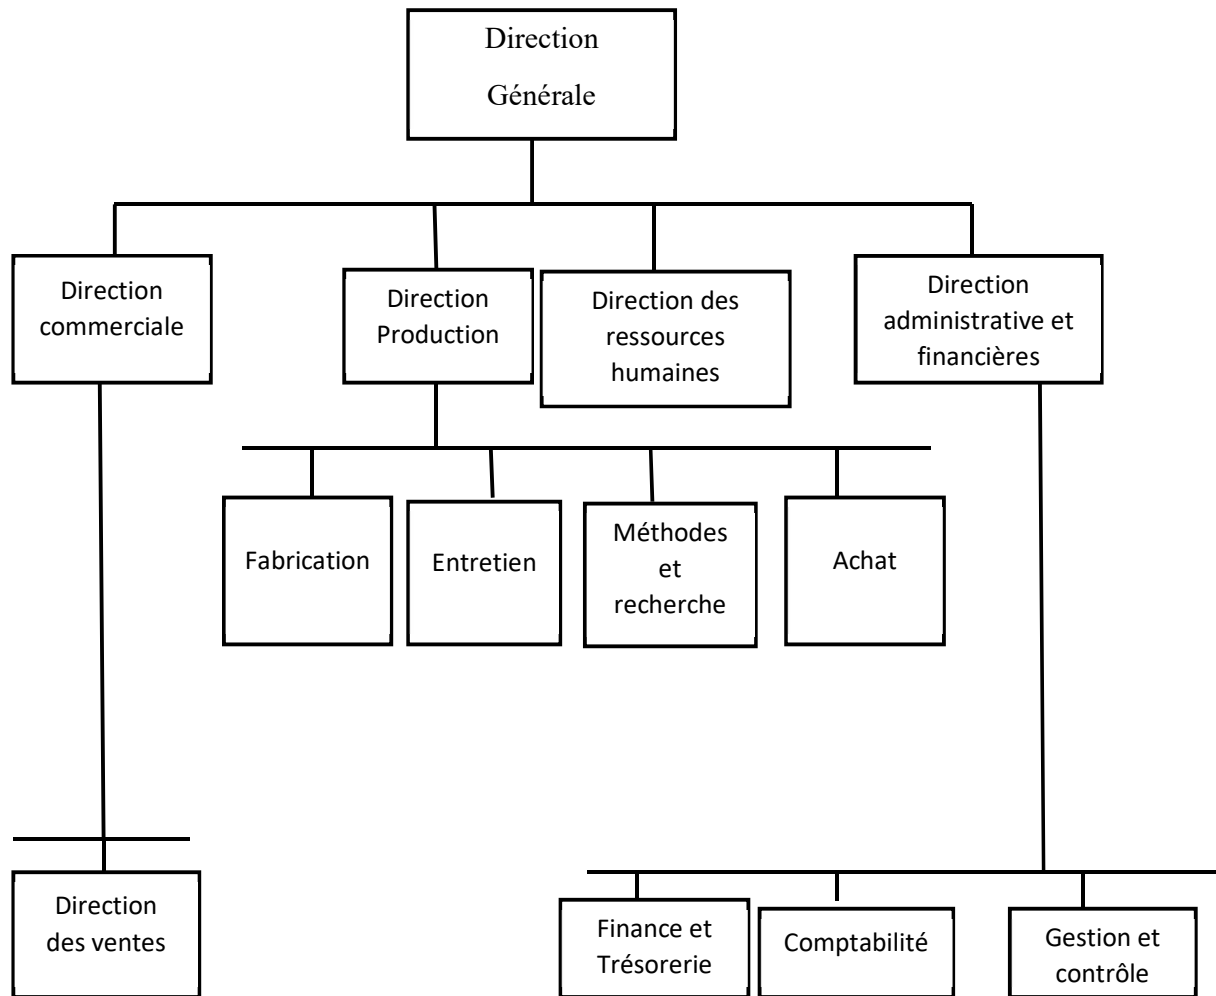 Direction
Générale
Direction
commerciale
Direction
Production
Direction des
ressources
humaines
Direction
administrative et
financières
Fabrication
Entretien
Méthodes
et
recherche
Achat
Direction
des ventes
Finance et
Trésorerie
Comptabilité
Gestion et
contrôle